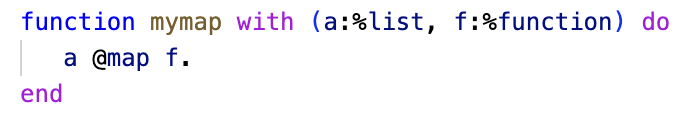 function mymap with (a:%list, f:%function) do
a @map f.
end